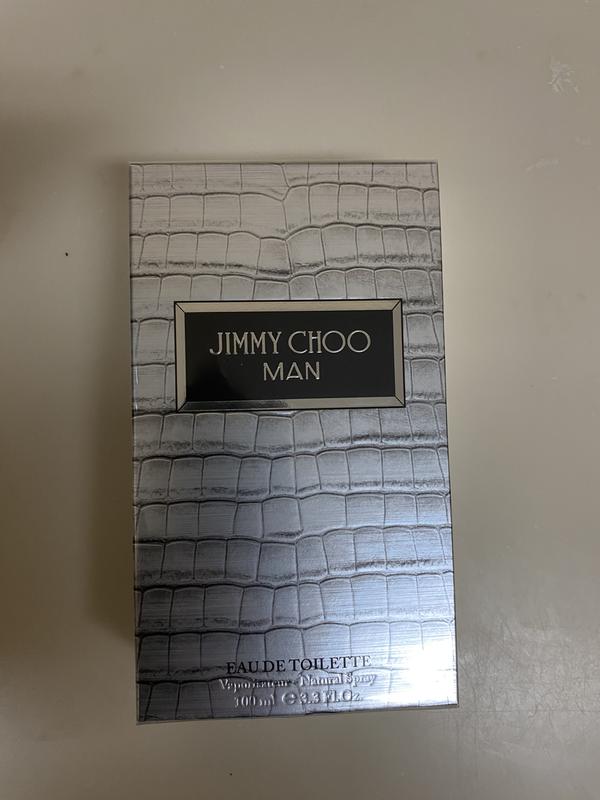 JIMMY CHOO
MAN
EAU DE TOILETTE
Vaporisateur - Natural Spray
100 ml ℮ 3.3 Fl.Oz.